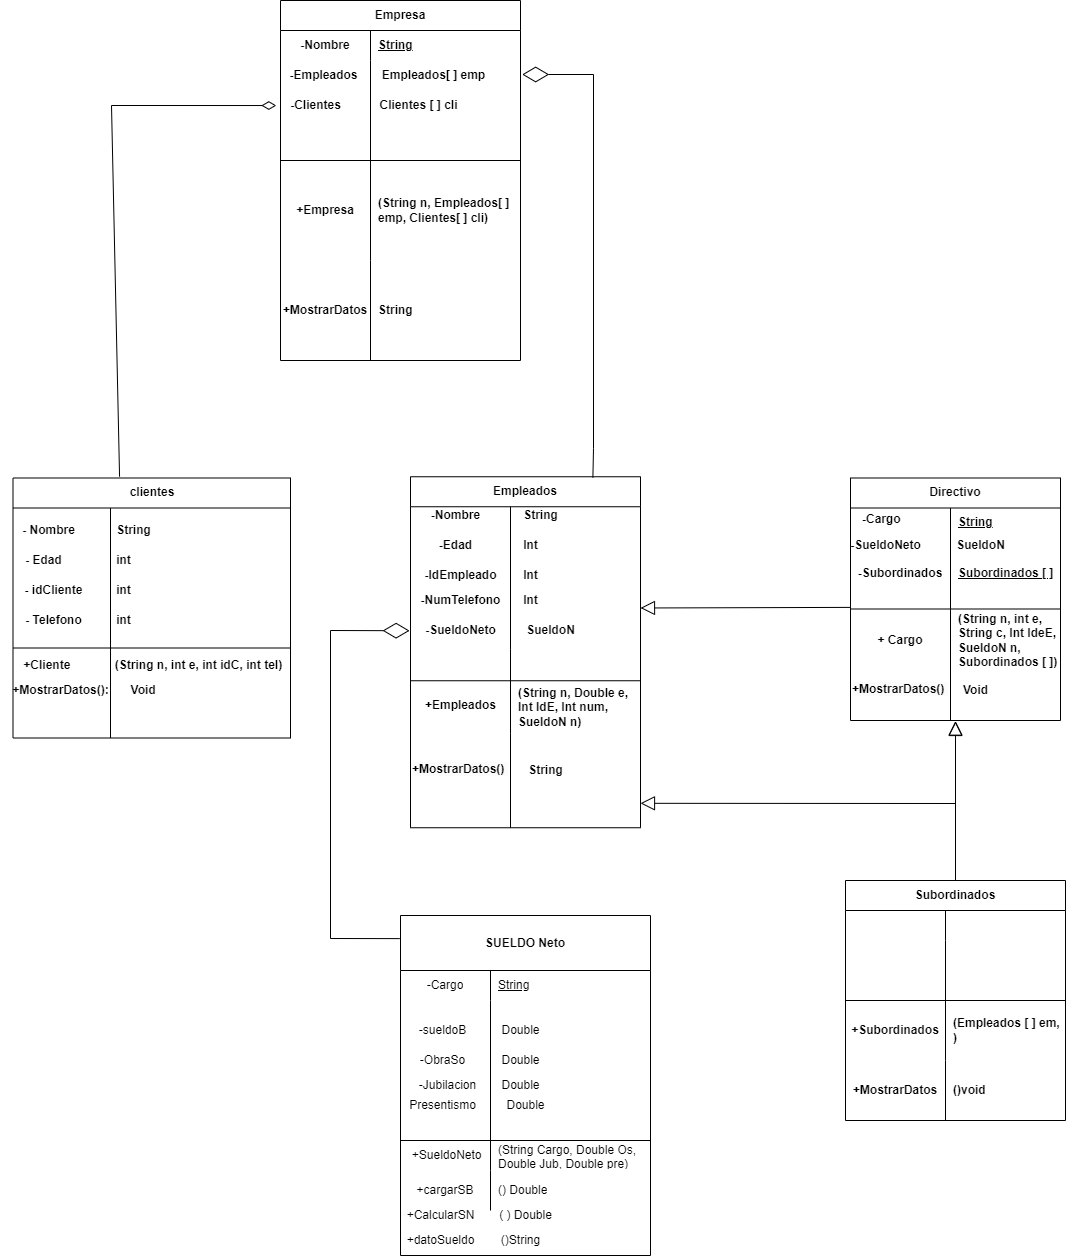 Empresa
-Nombre String
-Empleados Empleados[ ] emp
-Clientes Clientes [ ] cli
+Empresa (String n, Empleados[ ]
emp, Clientes[ ] cli)
+MostrarDatos String
clientes
- Nombre String
- Edad int
- idCliente int
- Telefono int
+Cliente (String n, int e, int idC, int tel)
+MostrarDatos(): Void
Empleados
-Nombre String
-Edad Int
-IdEmpleado Int
-NumTelefono Int
-SueldoNeto SueldoN
+Empleados (String n, Double e,
Int IdE, Int num,
SueldoN n)
+MostrarDatos() String
Directivo
-Cargo String
-SueldoNeto SueldoN
-Subordinados Subordinados [ ]
+ Cargo (String n, int e,
String c, Int IdeE,
SueldoN n,
Subordinados [ ])
+MostrarDatos() Void
Subordinados
+Subordinados (Empleados [ ] em,
)
+MostrarDatos ()void
SUELDO Neto
-Cargo String
-sueldoB Double
-ObraSo Double
-Jubilacion Double
Presentismo Double
+SueldoNeto (String Cargo, Double Os,
Double Jub, Double pre)
+cargarSB () Double
+CalcularSN ( ) Double
+datoSueldo ()String